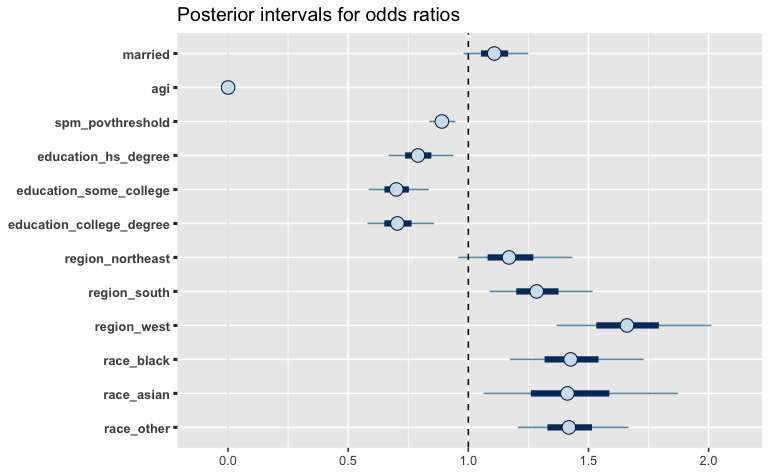 Posterior intervals for odds ratios
married
agi
spm_povthreshold
education_hs_degree
education_some_college
education_college_degree
region_northeast
region_south
region_west
race_black
race_asian
race_other
0.0 0.5 1.0 1.5 2.0